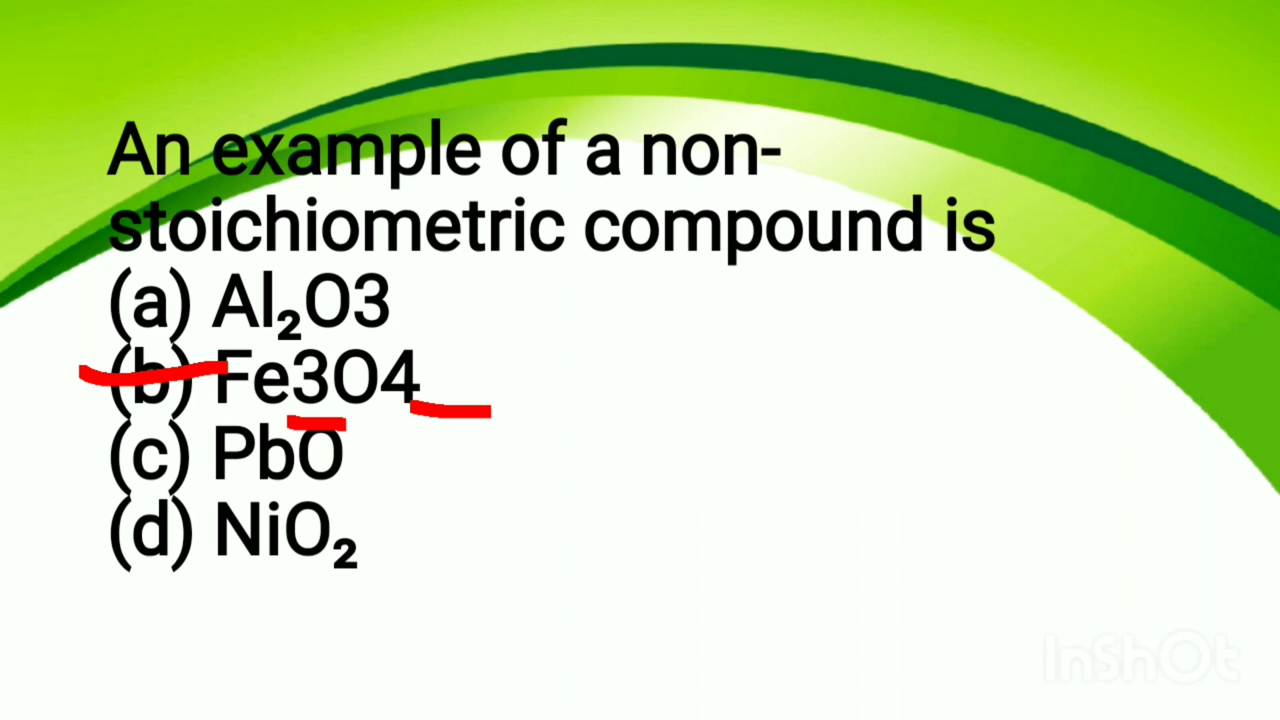 An example of a non-
stoichiometric compound is
(a) Al₂O3
(b) Fe3O4
(c) PbO
(d) NiO₂
InShOt